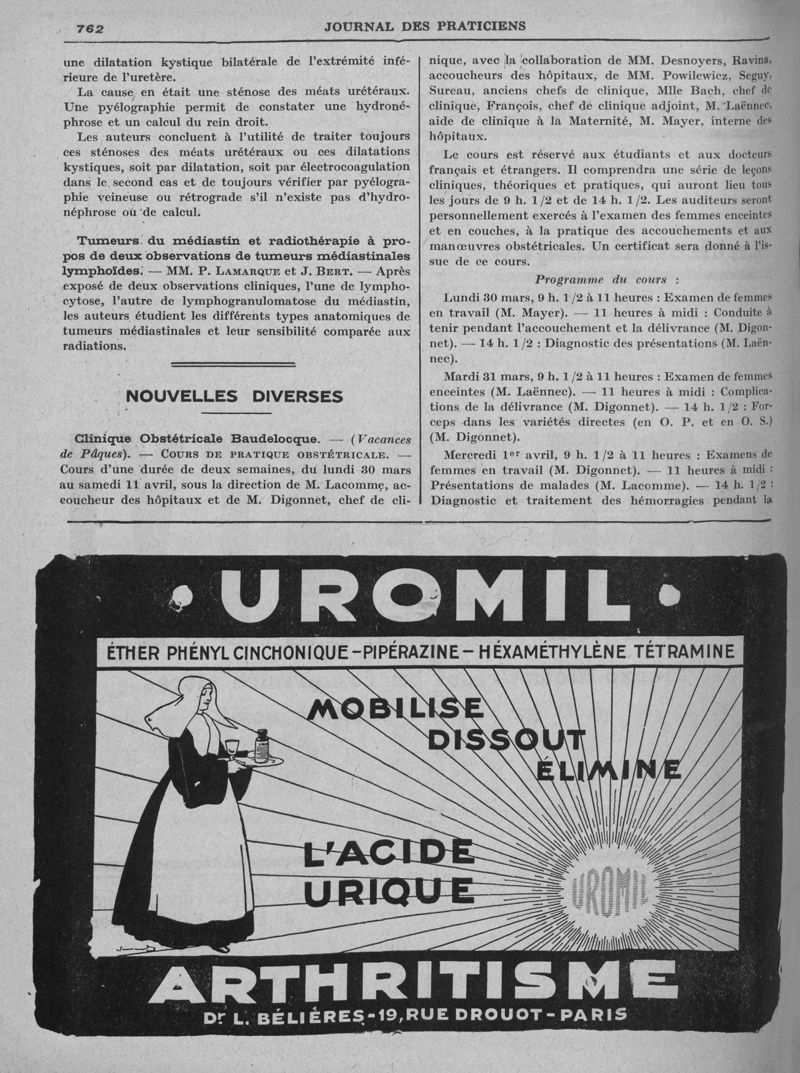 762
JOURNAL DES PRATICIENS
une dilatation kystique bilatérale de l'extrémité infé-
rieure de l'uretère.
La cause en était une sténose des méats urétéraux.
Une pyélographie permit de constater une hydroné-
phrose et un calcul du rein droit.
Les auteurs concluent à l'utilité de traiter toujours
ces sténoses des méats urétéraux ou ces dilatations
kystiques, soit par dilatation, soit par électrocoagulation
dans le second cas et de toujours vérifier par pyélogra-
phie veineuse ou rétrograde s'il n'existe pas d'hydro-
néphrose ou de calcul.
Tumeurs du médiastin et radiothérapie à pro-
pos de deux observations de tumeurs médiastinales
lymphoïdes. — MM. P. LAMARQUE et J. BERT. — Après
exposé de deux observations cliniques, l'une de lympho-
cytose, l'autre de lymphogranulomatose du médiastin,
les auteurs étudient les différents types anatomiques de
tumeurs médiastinales et leur sensibilité comparée aux
radiations.
NOUVELLES DIVERSES
Clinique Obstétricale Baudelocque. — (Vacances
de Pâques). — COURS DE PRATIQUE OBSTÉTRICALE. —
Cours d'une durée de deux semaines, du lundi 30 mars
au samedi 11 avril, sous la direction de M. Lacomme, ac-
coucheur des hôpitaux et de M. Digonnet, chef de cli-
nique, avec la collaboration de MM. Desnoyers, Ravina,
accoucheurs des hôpitaux, de MM. Powilewicz, Seguy,
Sureau, anciens chefs de clinique, Mlle Bach, chef de
clinique, François, chef de clinique adjoint, M. Laënnec,
aide de clinique à la Maternité, M. Mayer, interne des
hôpitaux.
Le cours est réservé aux étudiants et aux docteurs
français et étrangers. Il comprendra une série de leçons
cliniques, théoriques et pratiques, qui auront lieu tous
les jours de 9 h. 1/2 et de 14 h. 1/2. Les auditeurs seront
personnellement exercés à l'examen des femmes enceintes
et en couches, à la pratique des accouchements et aux
manœuvres obstétricales. Un certificat sera donné à l'is-
sue de ce cours.
Programme du cours :
Lundi 30 mars, 9 h. 1/2 à 11 heures : Examen de femmes
en travail (M. Mayer). — 11 heures à midi : Conduite à
tenir pendant l'accouchement et la délivrance (M. Digon-
net). — 14 h. 1/2 : Diagnostic des présentations (M. Laën-
nec).
Mardi 31 mars, 9 h. 1/2 à 11 heures : Examen de femmes
enceintes (M. Laënnec). — 11 heures à midi : Complica-
tions de la délivrance (M. Digonnet). — 14 h. 1/2 : For-
ceps dans les variétés directes (en O. P. et en O. S.)
(M. Digonnet).
Mercredi 1er avril, 9 h. 1/2 à 11 heures : Examens de
femmes en travail (M. Digonnet). — 11 heures à midi :
Présentations de malades (M. Lacomme). — 14 h. 1/2 :
Diagnostic et traitement des hémorragies pendant la
• UROMIL •
ÉTHER PHÉNYL CINCHONIQUE - PIPÉRAZINE - HÉXAMÉTHYLÈNE TÉTRAMINE
MOBILISE
DISSOUT
ÉLIMINE
L'ACIDE
URIQUE
UROMIL
ARTHRITISME
Dr L. BÉLIÈRES - 19, RUE DROUOT - PARIS